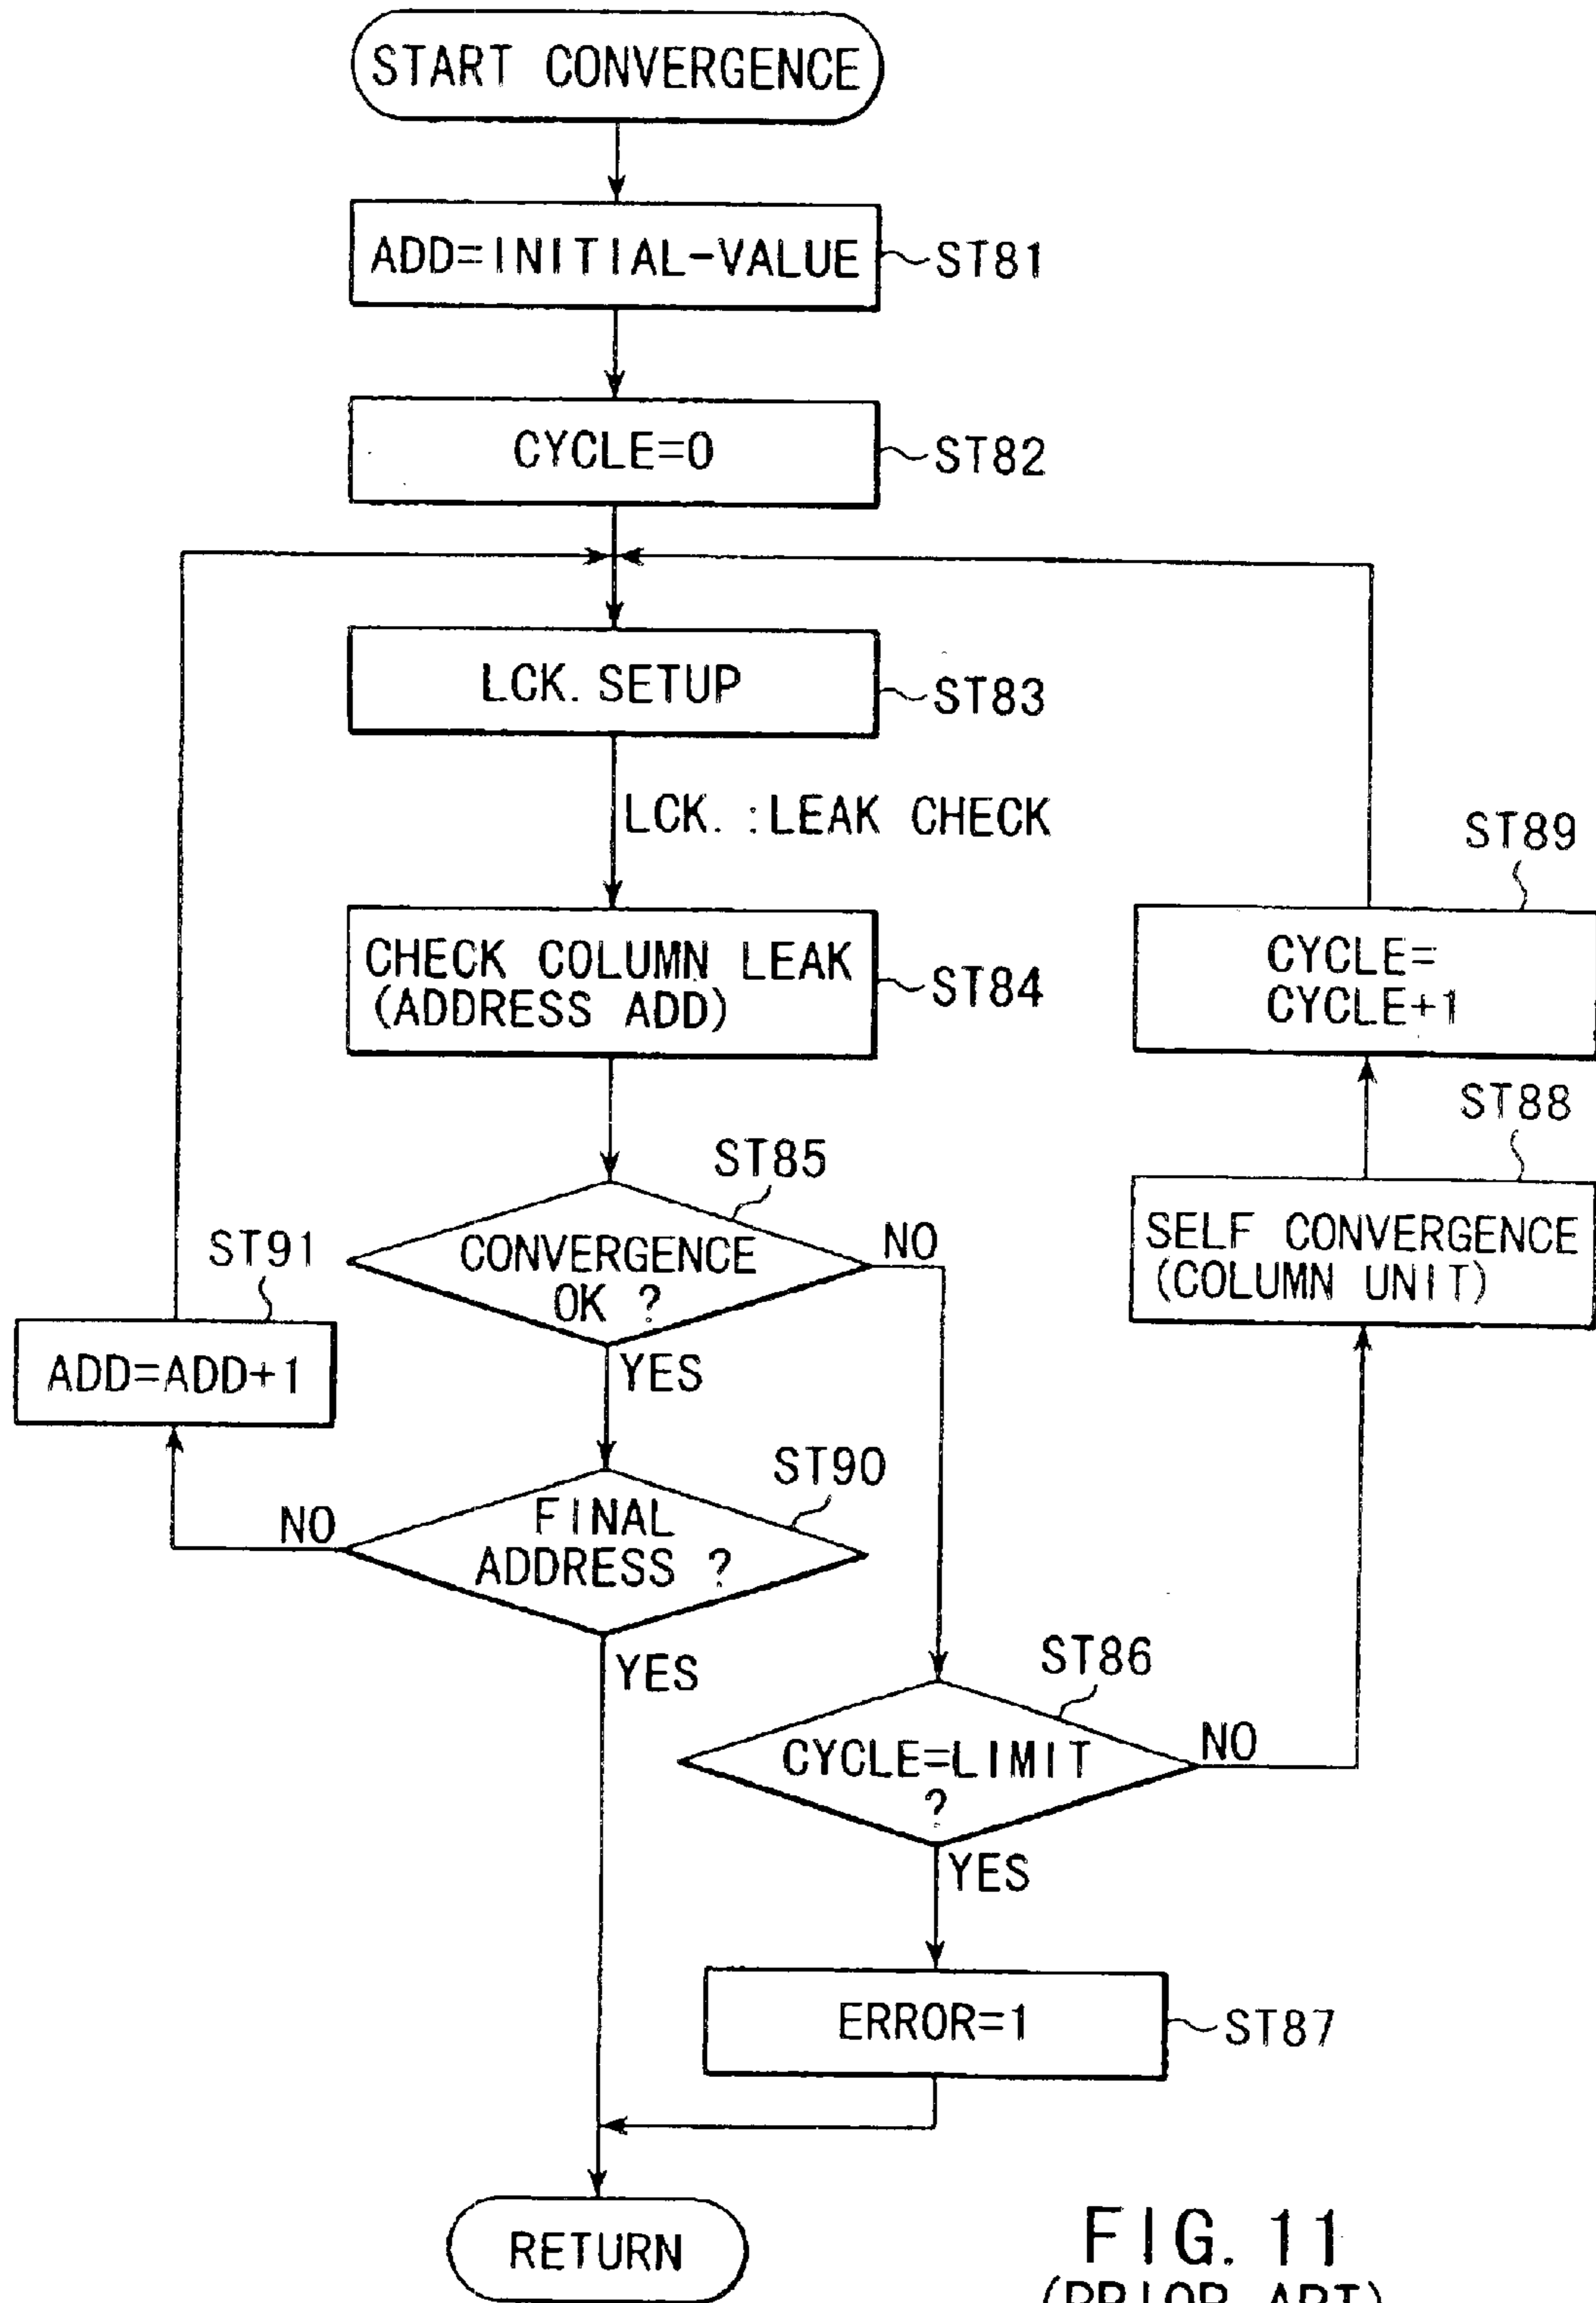 START CONVERGENCE
ADD=INITIAL-VALUE
ST81
CYCLE=0
ST82
LCK. SETUP
ST83
LCK. :LEAK CHECK
CHECK COLUMN LEAK
(ADDRESS ADD)
ST84
ST89
CYCLE=
CYCLE+1
ST88
SELF CONVERGENCE
(COLUMN UNIT)
ST85
CONVERGENCE
OK ?
NO
YES
ST91
ADD=ADD+1
ST90
FINAL
ADDRESS ?
NO
YES
ST86
CYCLE=LIMIT
?
NO
YES
ERROR=1
ST87
RETURN
FIG. 11
(PRIOR ART)